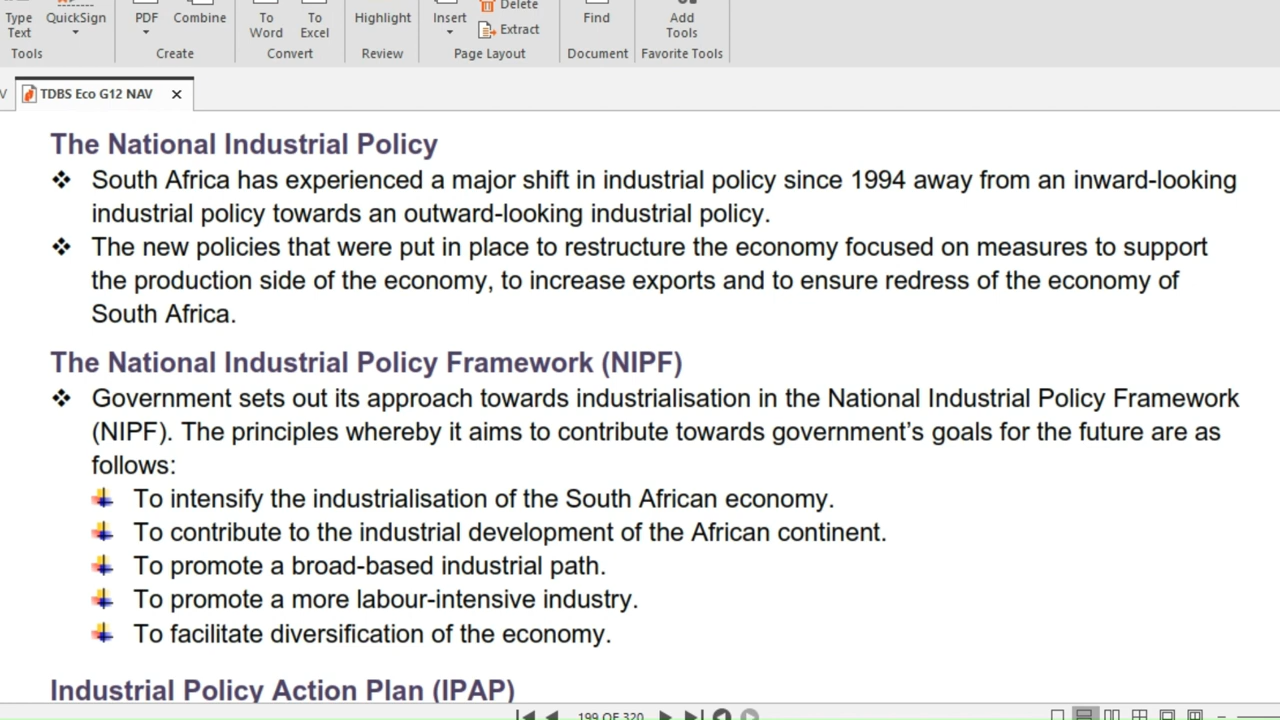 Type QuickSign PDF Combine To To Highlight Insert Delete Find Add
Text Word Excel Extract Tools
Tools Create Convert Review Page Layout Document Favorite Tools
V TDBS Eco G12 NAV
The National Industrial Policy
❖ South Africa has experienced a major shift in industrial policy since 1994 away from an inward-looking
industrial policy towards an outward-looking industrial policy.
❖ The new policies that were put in place to restructure the economy focused on measures to support
the production side of the economy, to increase exports and to ensure redress of the economy of
South Africa.
The National Industrial Policy Framework (NIPF)
❖ Government sets out its approach towards industrialisation in the National Industrial Policy Framework
(NIPF). The principles whereby it aims to contribute towards government's goals for the future are as
follows:
To intensify the industrialisation of the South African economy.
To contribute to the industrial development of the African continent.
To promote a broad-based industrial path.
To promote a more labour-intensive industry.
To facilitate diversification of the economy.
Industrial Policy Action Plan (IPAP)
199 OF 320